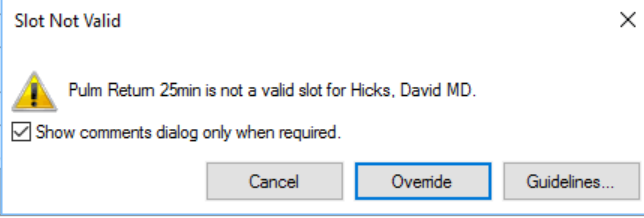 Slot Not Valid
Pulm Return 25min is not a valid slot for Hicks, David MD.
Show comments dialog only when required.
Cancel
Override
Guidelines...